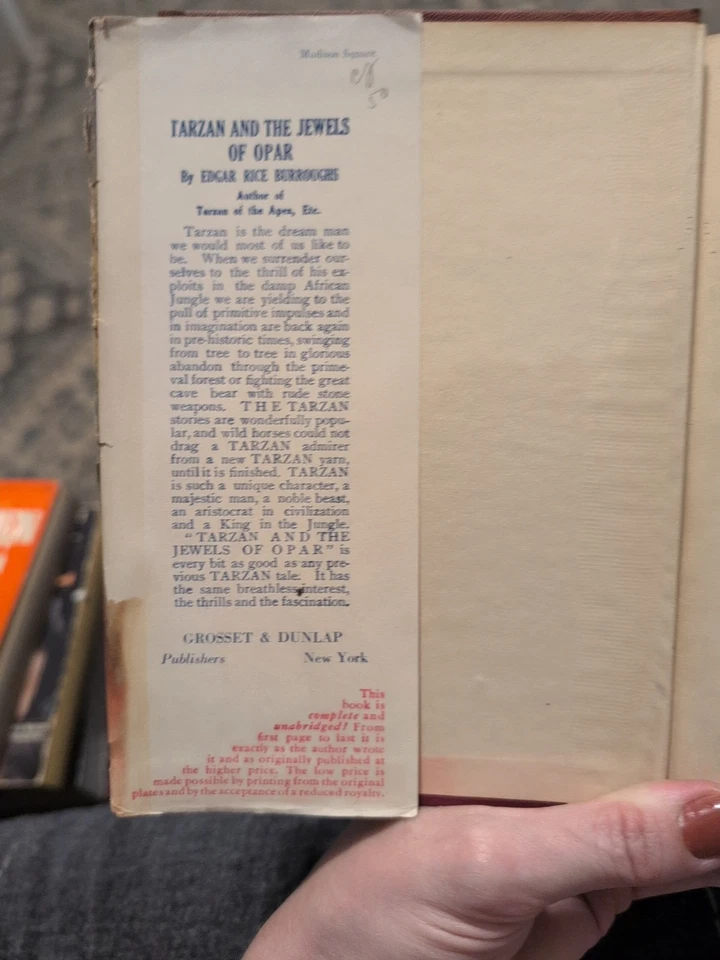 Madison Square
50
TARZAN AND THE JEWELS
OF OPAR
By EDGAR RICE BURROUGHS
Author of
Tarzan of the Apes, Etc.
Tarzan is the dream man
we would most of us like to
be. When we surrender our-
selves to the thrill of his ex-
ploits in the damp African
Jungle we are yielding to the
pull of primitive impulses and
in imagination are back again
in pre-historic times, swinging
from tree to tree in glorious
abandon through the prime-
val forest or fighting the great
cave bear with rude stone
weapons. THE TARZAN
stories are wonderfully popu-
lar, and wild horses could not
drag a TARZAN admirer
from a new TARZAN yarn,
until it is finished. TARZAN
is such a unique character, a
majestic man, a noble beast,
an aristocrat in civilization
and a King in the Jungle.
"TARZAN AND THE
JEWELS OF OPAR" is
every bit as good as any pre-
vious TARZAN tale. It has
the same breathless interest,
the thrills and the fascination.
GROSSET & DUNLAP
Publishers New York
This
book is
complete and
unabridged! From
first page to last it is
exactly as the author wrote
it and as originally published at
the higher price. The low price is
made possible by printing from the original
plates and by the acceptance of a reduced royalty.